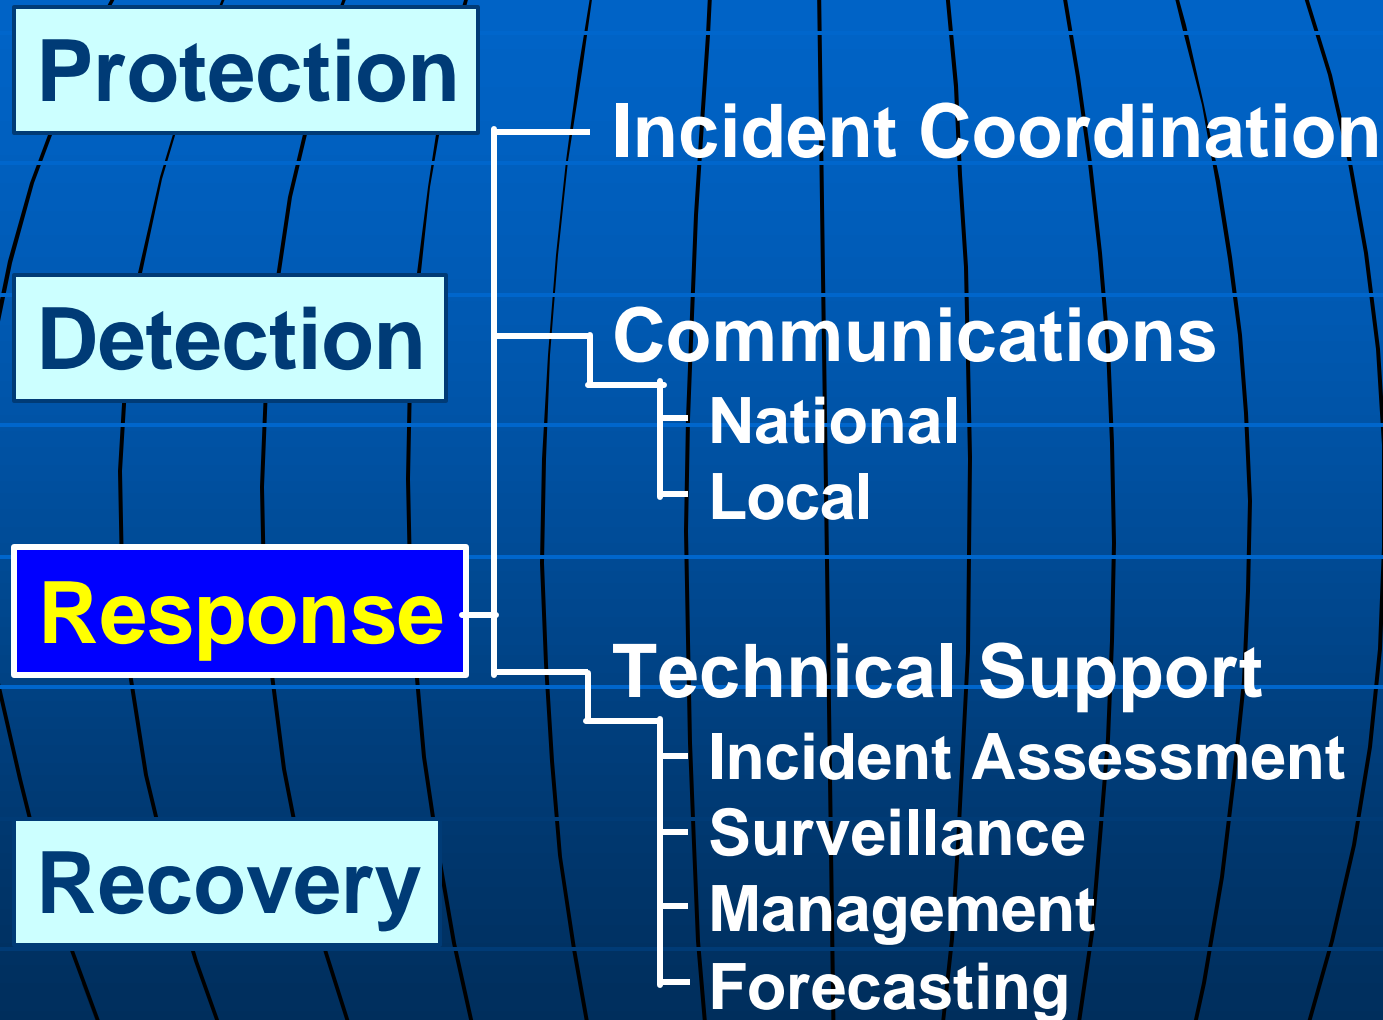 Protection
Incident Coordination
Detection
Communications
National
Local
Response
Technical Support
Incident Assessment
Surveillance
Management
Forecasting
Recovery